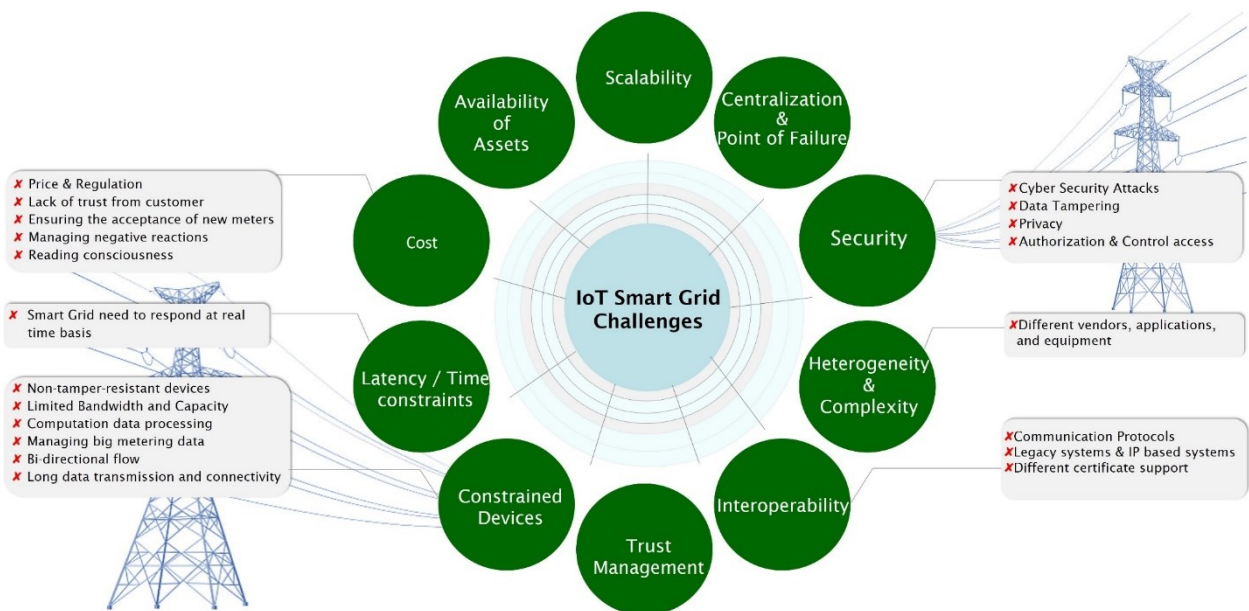 Scalability
Availability
of
Assets
Centralization
&
Point of Failure
✘ Price & Regulation
✘ Lack of trust from customer
✘ Ensuring the acceptance of new meters
✘ Managing negative reactions
✘ Reading consciousness
Cost
Security
✘Cyber Security Attacks
✘Data Tampering
✘Privacy
✘Authorization & Control access
IoT Smart Grid
Challenges
✘ Smart Grid need to respond at real
time basis
Latency / Time
constraints
Heterogeneity
&
Complexity
✘Different vendors, applications,
and equipment
✘ Non-tamper-resistant devices
✘ Limited Bandwidth and Capacity
✘ Computation data processing
✘ Managing big metering data
✘ Bi-directional flow
✘ Long data transmission and connectivity
Constrained
Devices
Trust
Management
Interoperability
✘Communication Protocols
✘Legacy systems & IP based systems
✘Different certificate support